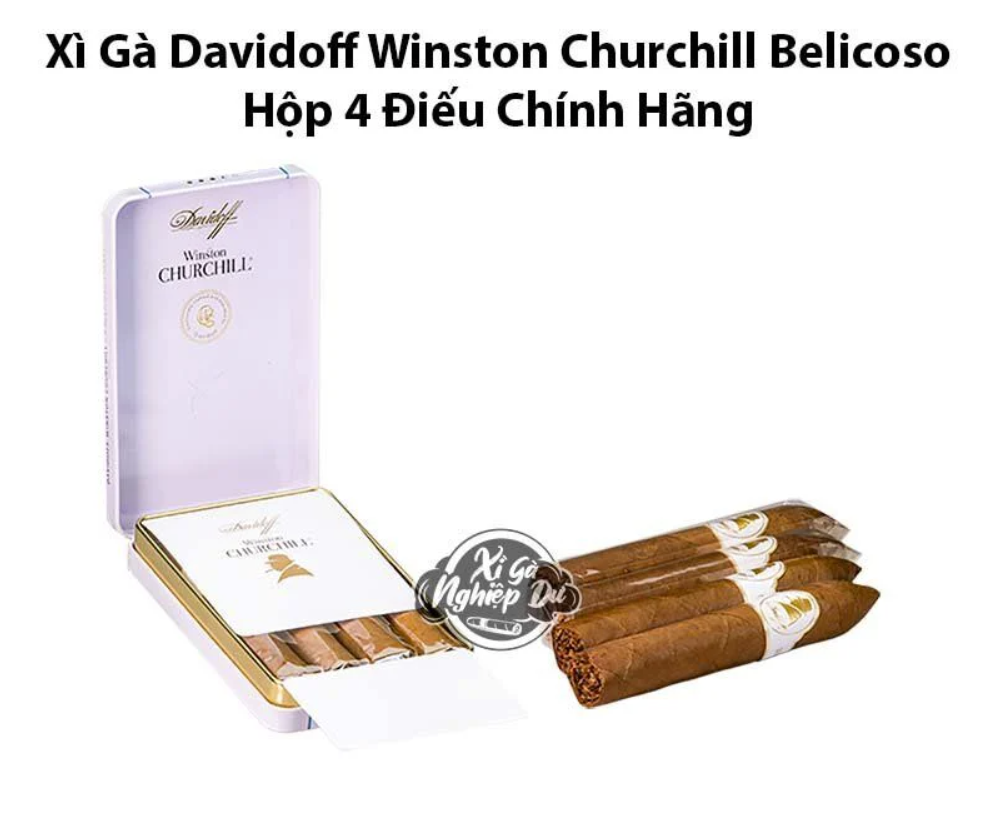 Xì Gà Davidoff Winston Churchill Belicoso
Hộp 4 Điếu Chính Hãng
Davidoff
Winston
CHURCHILL
Davidoff
Winston
CHURCHILL
Xì Gà
Nghiệp Dư